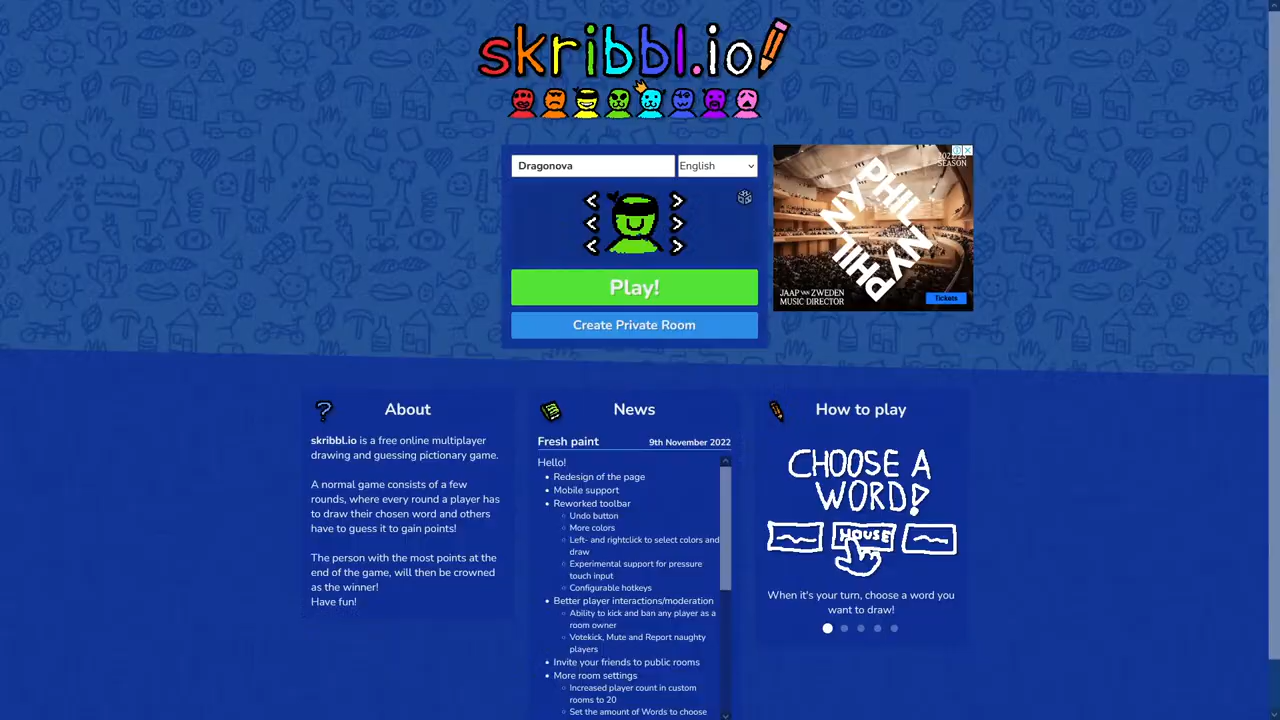 skribbl.io
Dragonova
English
Play!
Create Private Room
2022/23
SEASON
NY PHIL
NY PHIL
JAAP VAN ZWEDEN
MUSIC DIRECTOR
Tickets
About
skribbl.io is a free online multiplayer
drawing and guessing pictionary game.
A normal game consists of a few
rounds, where every round a player has
to draw their chosen word and others
have to guess it to gain points!
The person with the most points at the
end of the game, will then be crowned
as the winner!
Have fun!
News
Fresh paint 9th November 2022
Hello!
Redesign of the page
Mobile support
Reworked toolbar
Undo button
More colors
Left- and rightclick to select colors and
draw
Experimental support for pressure
touch input
Configurable hotkeys
Better player interactions/moderation
Ability to kick and ban any player as a
room owner
Votekick, Mute and Report naughty
players
Invite your friends to public rooms
More room settings
Increased player count in custom
rooms to 20
Set the amount of Words to choose
How to play
CHOOSE A
WORD!
HOUSE
When it's your turn, choose a word you
want to draw!